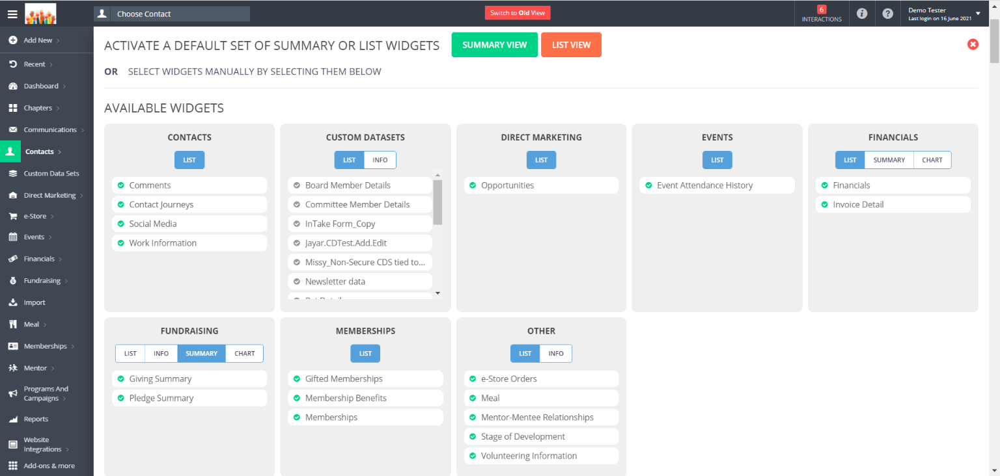 Choose Contact
Switch to Old View
6
INTERACTIONS
Demo Tester
Last login on 16 June 2021
Add New
Recent
Dashboard
Chapters
Communications
Contacts
Custom Data Sets
Direct Marketing
e-Store
Events
Financials
Fundraising
Import
Meal
Memberships
Mentor
Programs And
Campaigns
Reports
Website
Integrations
Add-ons & more
ACTIVATE A DEFAULT SET OF SUMMARY OR LIST WIDGETS
SUMMARY VIEW
LIST VIEW
OR SELECT WIDGETS MANUALLY BY SELECTING THEM BELOW
AVAILABLE WIDGETS
CONTACTS
LIST
Comments
Contact Journeys
Social Media
Work Information
CUSTOM DATASETS
LIST INFO
Board Member Details
Committee Member Details
InTake Form_Copy
Jayar.CDTest.Add.Edit
Missy_Non-Secure CDS tied to...
Newsletter data
DIRECT MARKETING
LIST
Opportunities
EVENTS
LIST
Event Attendance History
FINANCIALS
LIST SUMMARY CHART
Financials
Invoice Detail
FUNDRAISING
LIST INFO SUMMARY CHART
Giving Summary
Pledge Summary
MEMBERSHIPS
LIST
Gifted Memberships
Membership Benefits
Memberships
OTHER
LIST INFO
e-Store Orders
Meal
Mentor-Mentee Relationships
Stage of Development
Volunteering Information